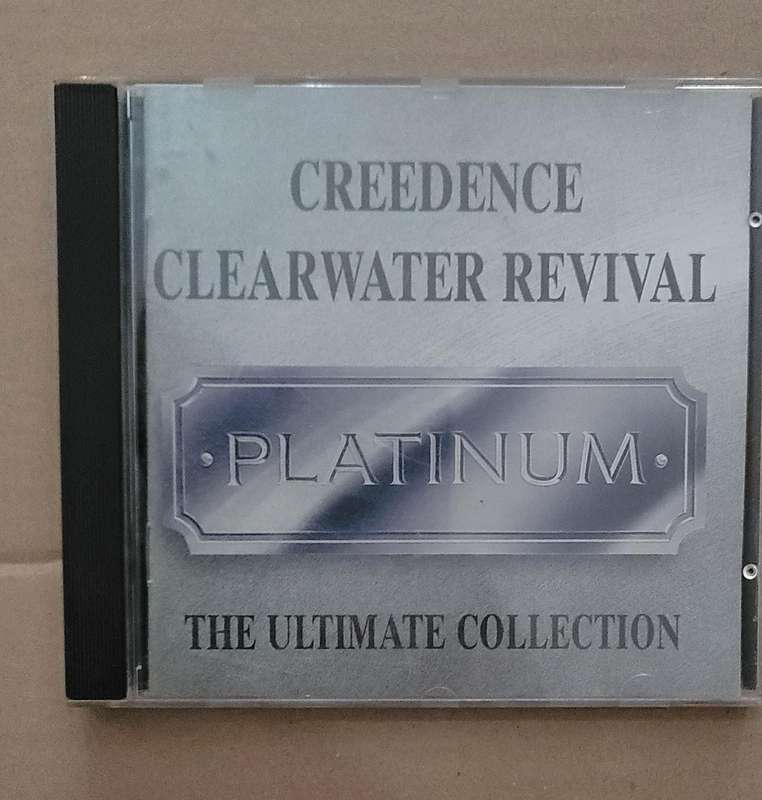 CREEDENCE
CLEARWATER REVIVAL
·PLATINUM·
THE ULTIMATE COLLECTION